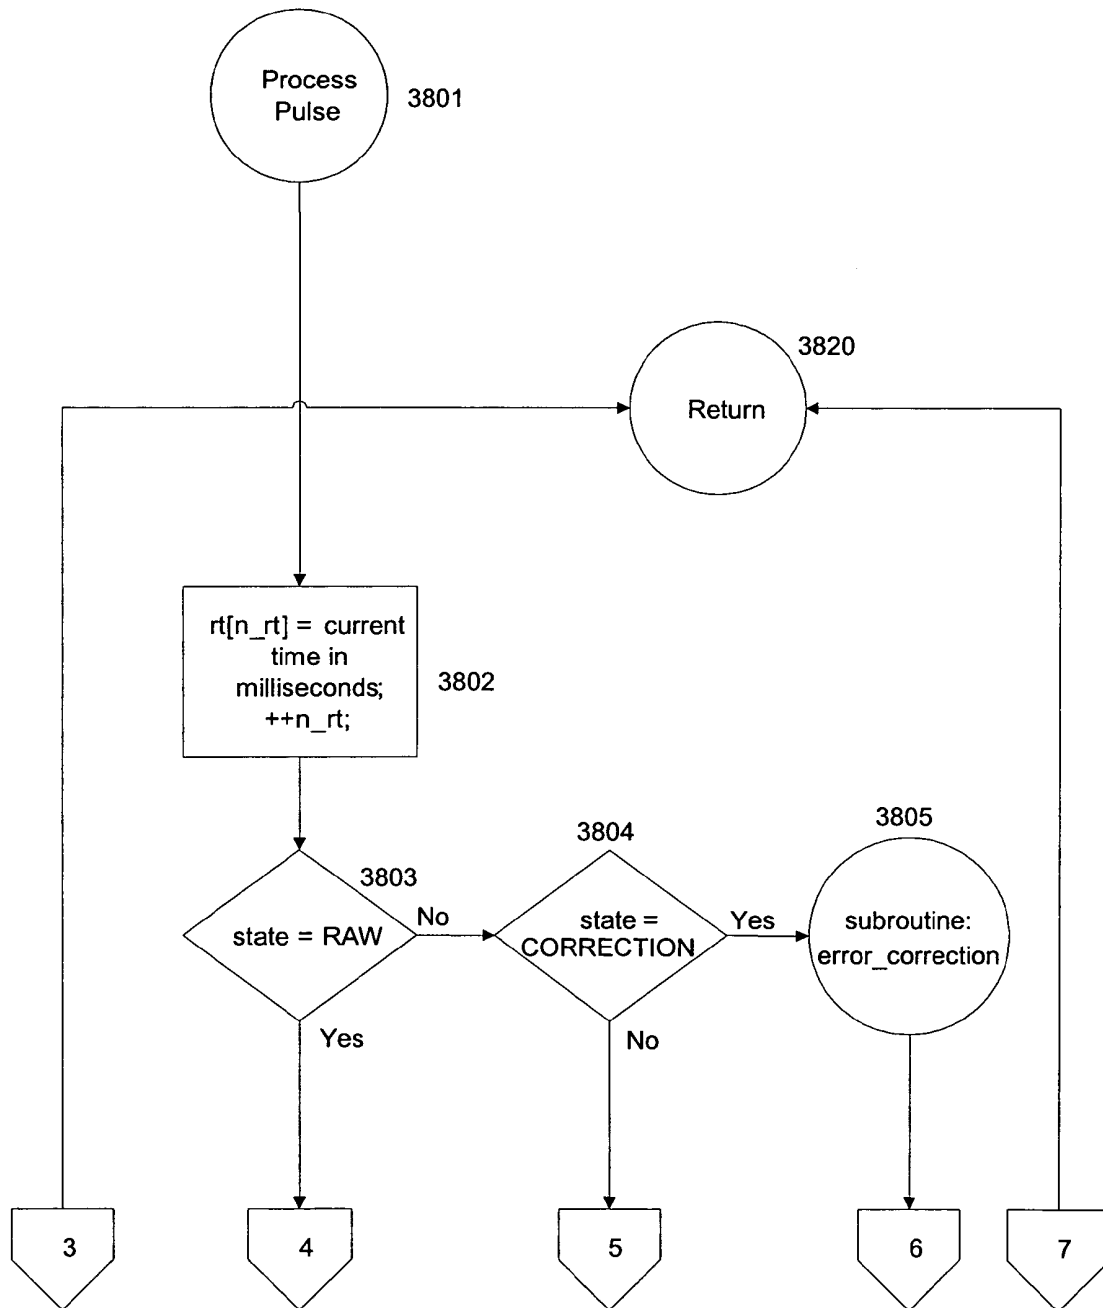 Process
Pulse
3801
3820
Return
rt[n_rt] = current
time in
milliseconds;
++n_rt;
3802
3805
3804
3803
state = RAW
No
state =
CORRECTION
Yes
subroutine:
error_correction
Yes
No
3
4
5
6
7